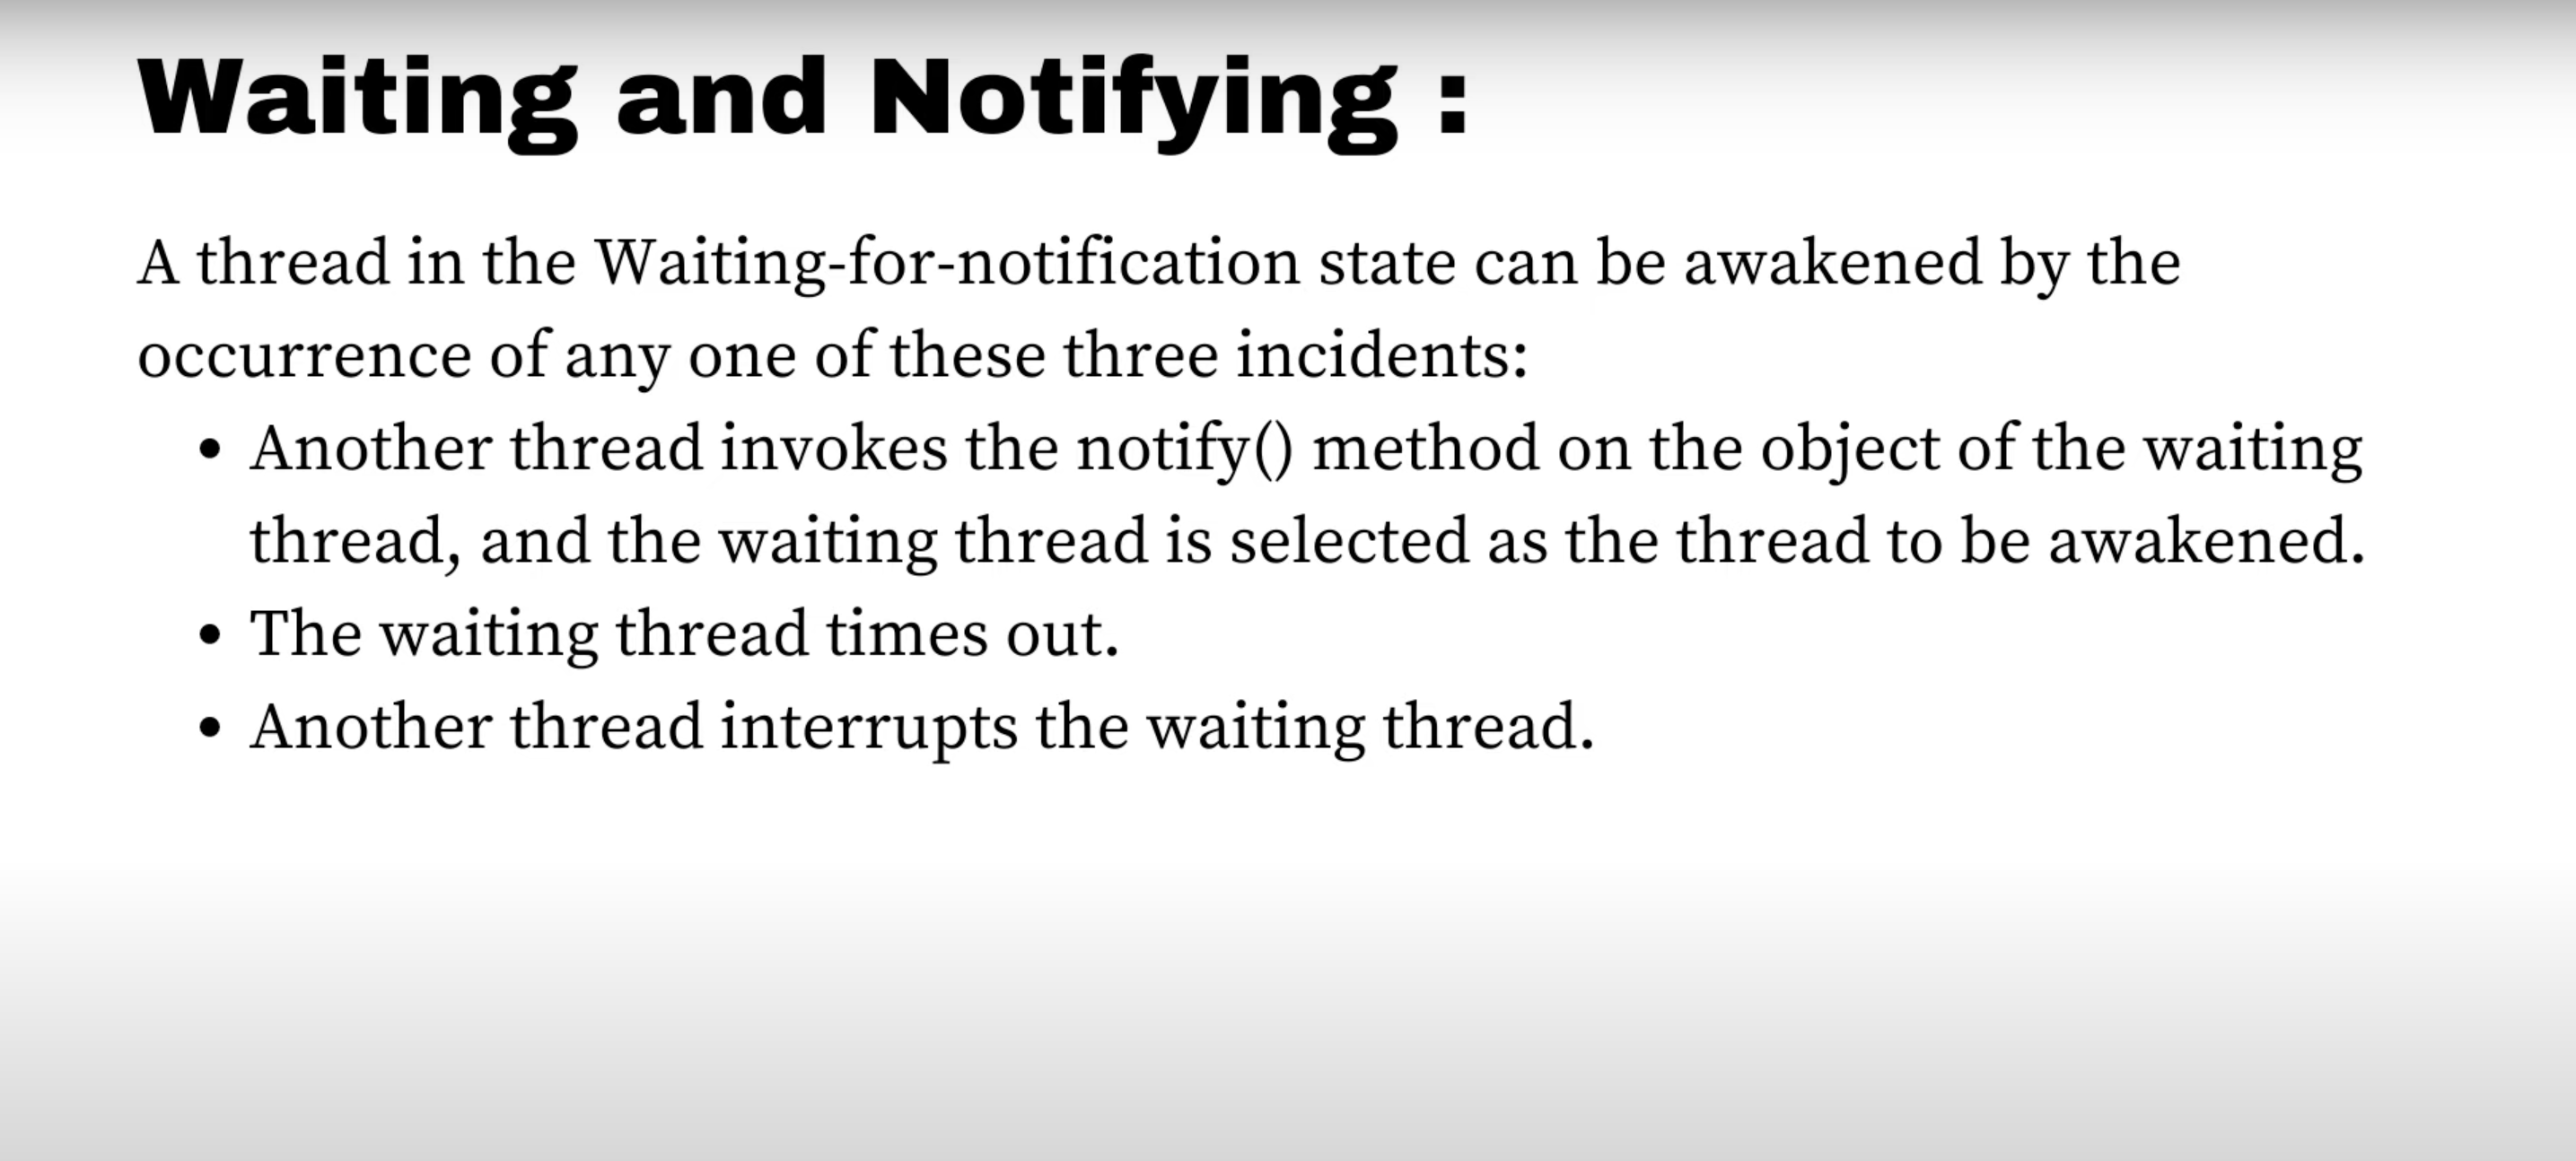 Waiting and Notifying :
A thread in the Waiting-for-notification state can be awakened by the
occurrence of any one of these three incidents:
• Another thread invokes the notify() method on the object of the waiting
thread, and the waiting thread is selected as the thread to be awakened.
• The waiting thread times out.
• Another thread interrupts the waiting thread.